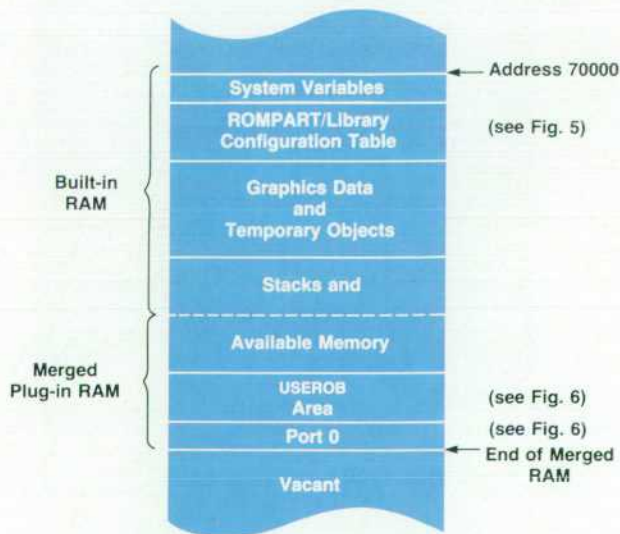 Address 70000
System Variables
ROMPART/Library
Configuration Table
(see Fig. 5)
Built-in
RAM
Graphics Data
and
Temporary Objects
Stacks and
Available Memory
Merged
Plug-in RAM
USEROB
Area
(see Fig. 6)
Port 0
(see Fig. 6)
End of Merged
RAM
Vacant